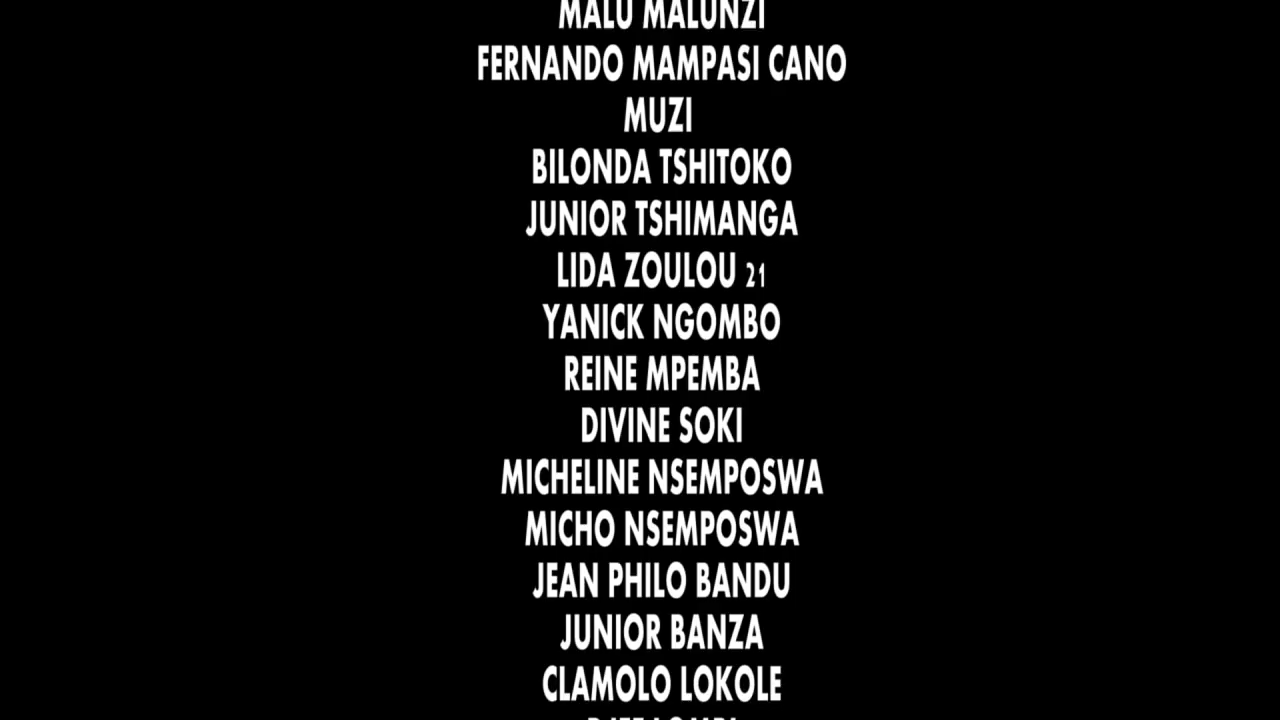 MALU MALUNZI
FERNANDO MAMPASI CANO
MUZI
BILONDA TSHITOKO
JUNIOR TSHIMANGA
LIDA ZOULOU 21
YANICK NGOMBO
REINE MPEMBA
DIVINE SOKI
MICHELINE NSEMPOSWA
MICHO NSEMPOSWA
JEAN PHILO BANDU
JUNIOR BANZA
CLAMOLO LOKOLE